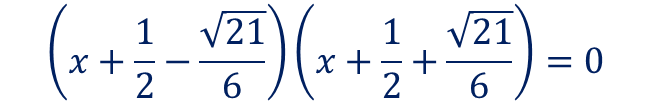 (x + 1/2 − √21/6)(x + 1/2 + √21/6) = 0